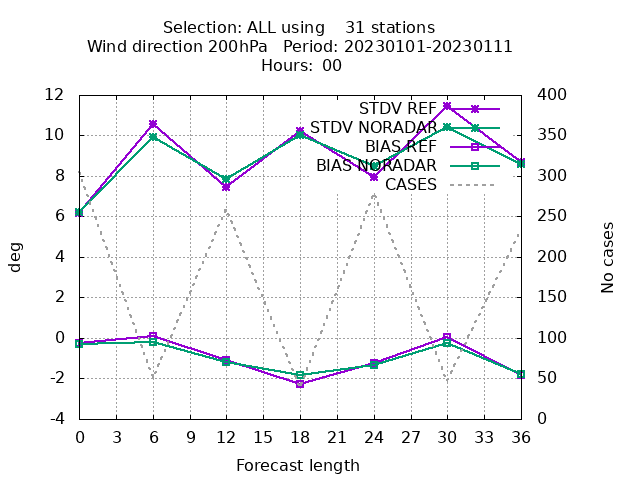 Selection: ALL using    31 stations
Wind direction 200hPa   Period: 20230101-20230111
Hours: 00
STDV REF
STDV NORADAR
BIAS REF
BIAS NORADAR
CASES
12
10
8
6
4
2
0
-2
-4
deg
400
350
300
250
200
150
100
50
0
No cases
0 3 6 9 12 15 18 21 24 27 30 33 36
Forecast length